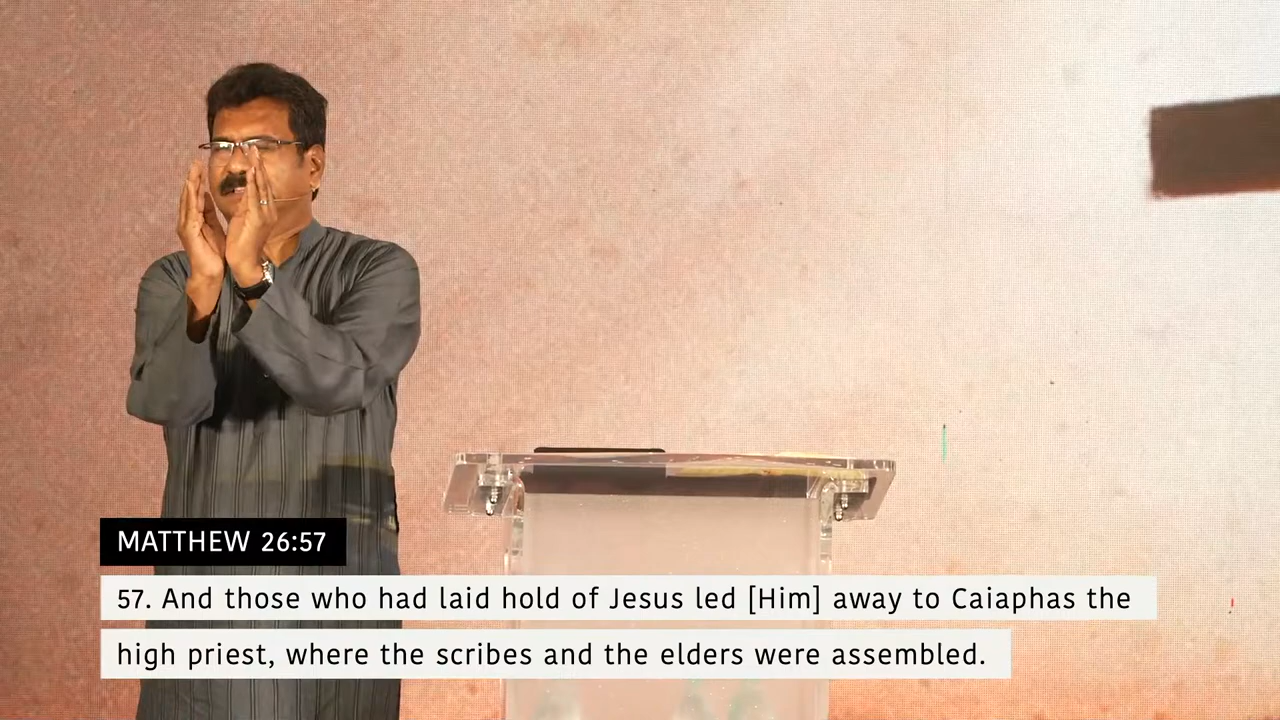 MATTHEW 26:57
57. And those who had laid hold of Jesus led [Him] away to Caiaphas the
high priest, where the scribes and the elders were assembled.